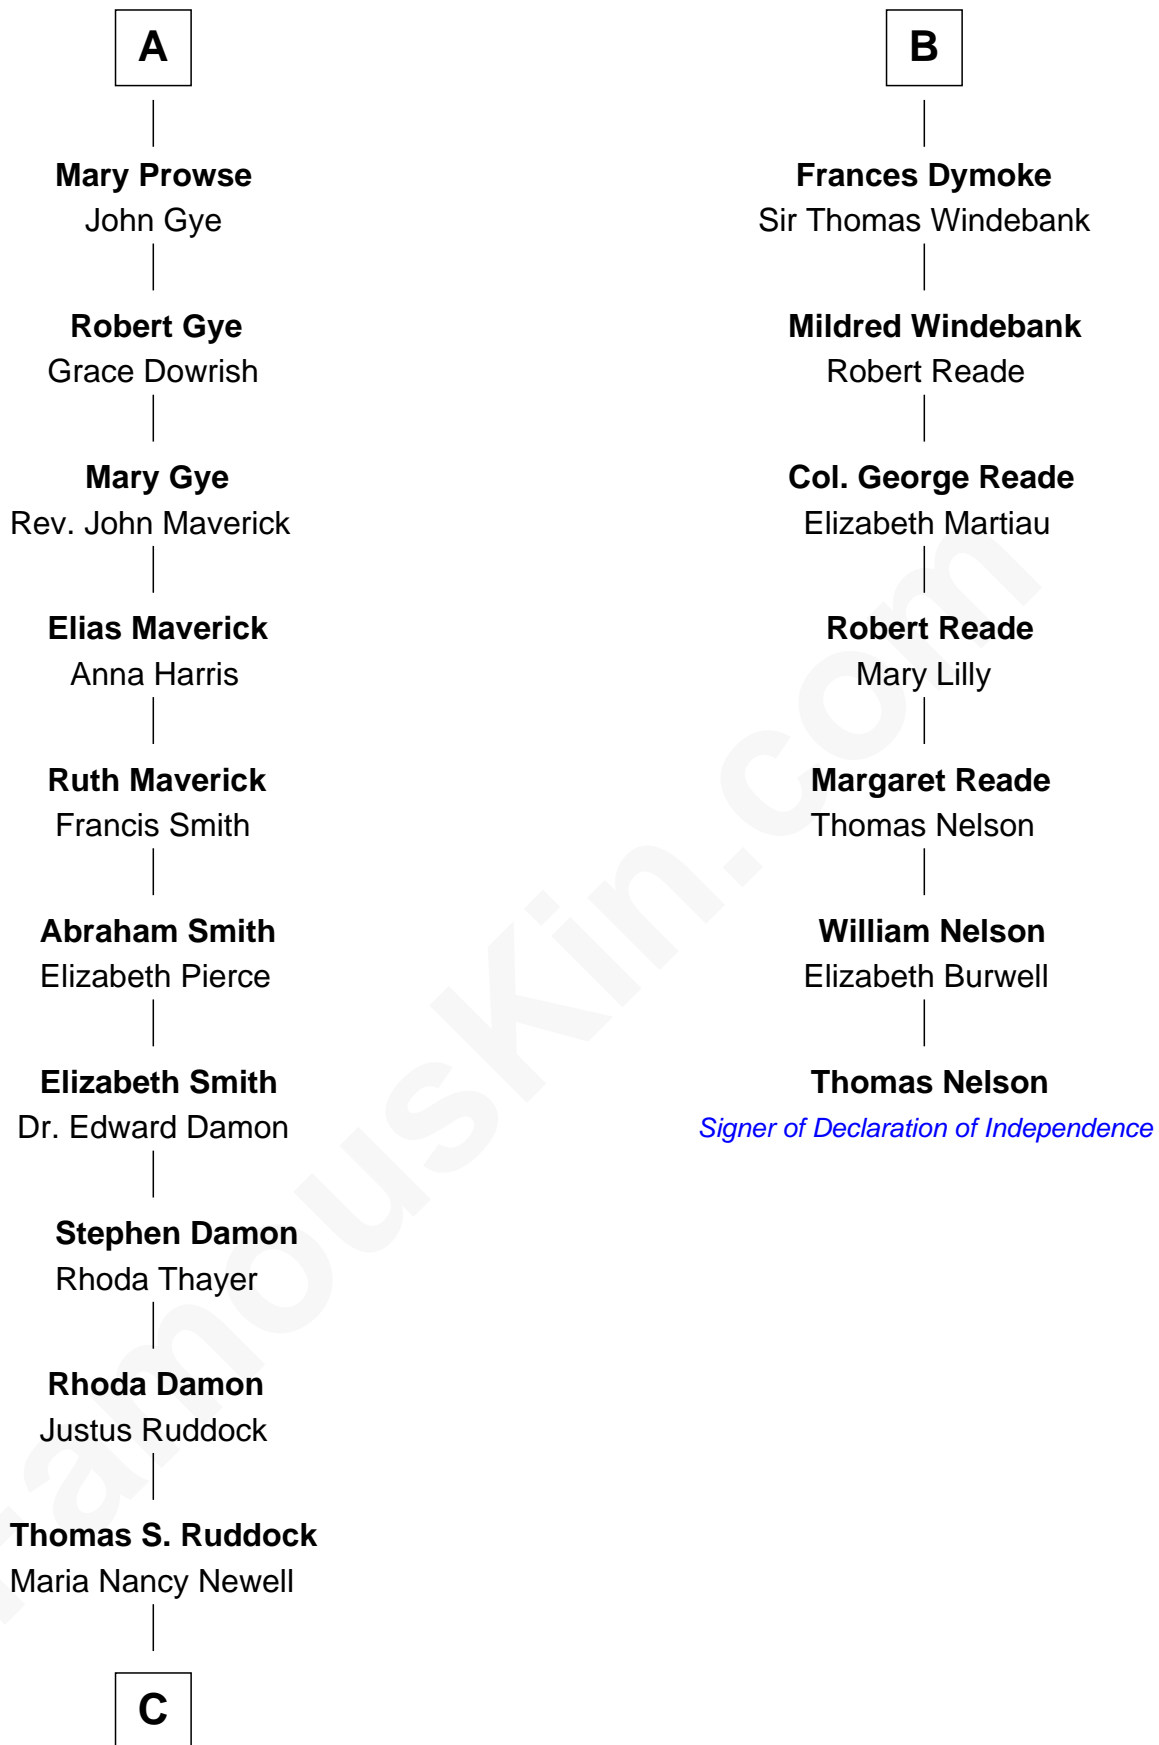 A
Mary Prowse
John Gye
Robert Gye
Grace Dowrish
Mary Gye
Rev. John Maverick
Elias Maverick
Anna Harris
Ruth Maverick
Francis Smith
Abraham Smith
Elizabeth Pierce
Elizabeth Smith
Dr. Edward Damon
Stephen Damon
Rhoda Thayer
Rhoda Damon
Justus Ruddock
Thomas S. Ruddock
Maria Nancy Newell
C
B
Frances Dymoke
Sir Thomas Windebank
Mildred Windebank
Robert Reade
Col. George Reade
Elizabeth Martiau
Robert Reade
Mary Lilly
Margaret Reade
Thomas Nelson
William Nelson
Elizabeth Burwell
Thomas Nelson
Signer of Declaration of Independence
FamousKin.com